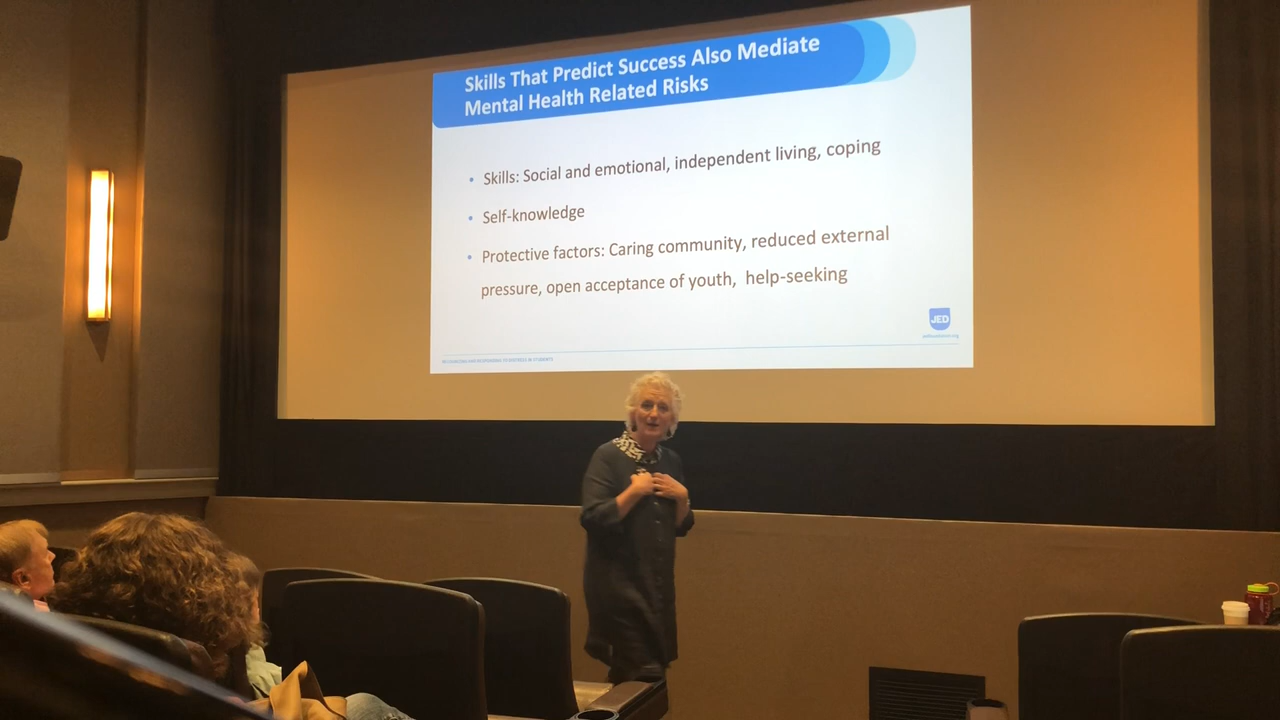 Skills That Predict Success Also Mediate
Mental Health Related Risks
• Skills: Social and emotional, independent living, coping
• Self-knowledge
• Protective factors: Caring community, reduced external
pressure, open acceptance of youth, help-seeking
JED